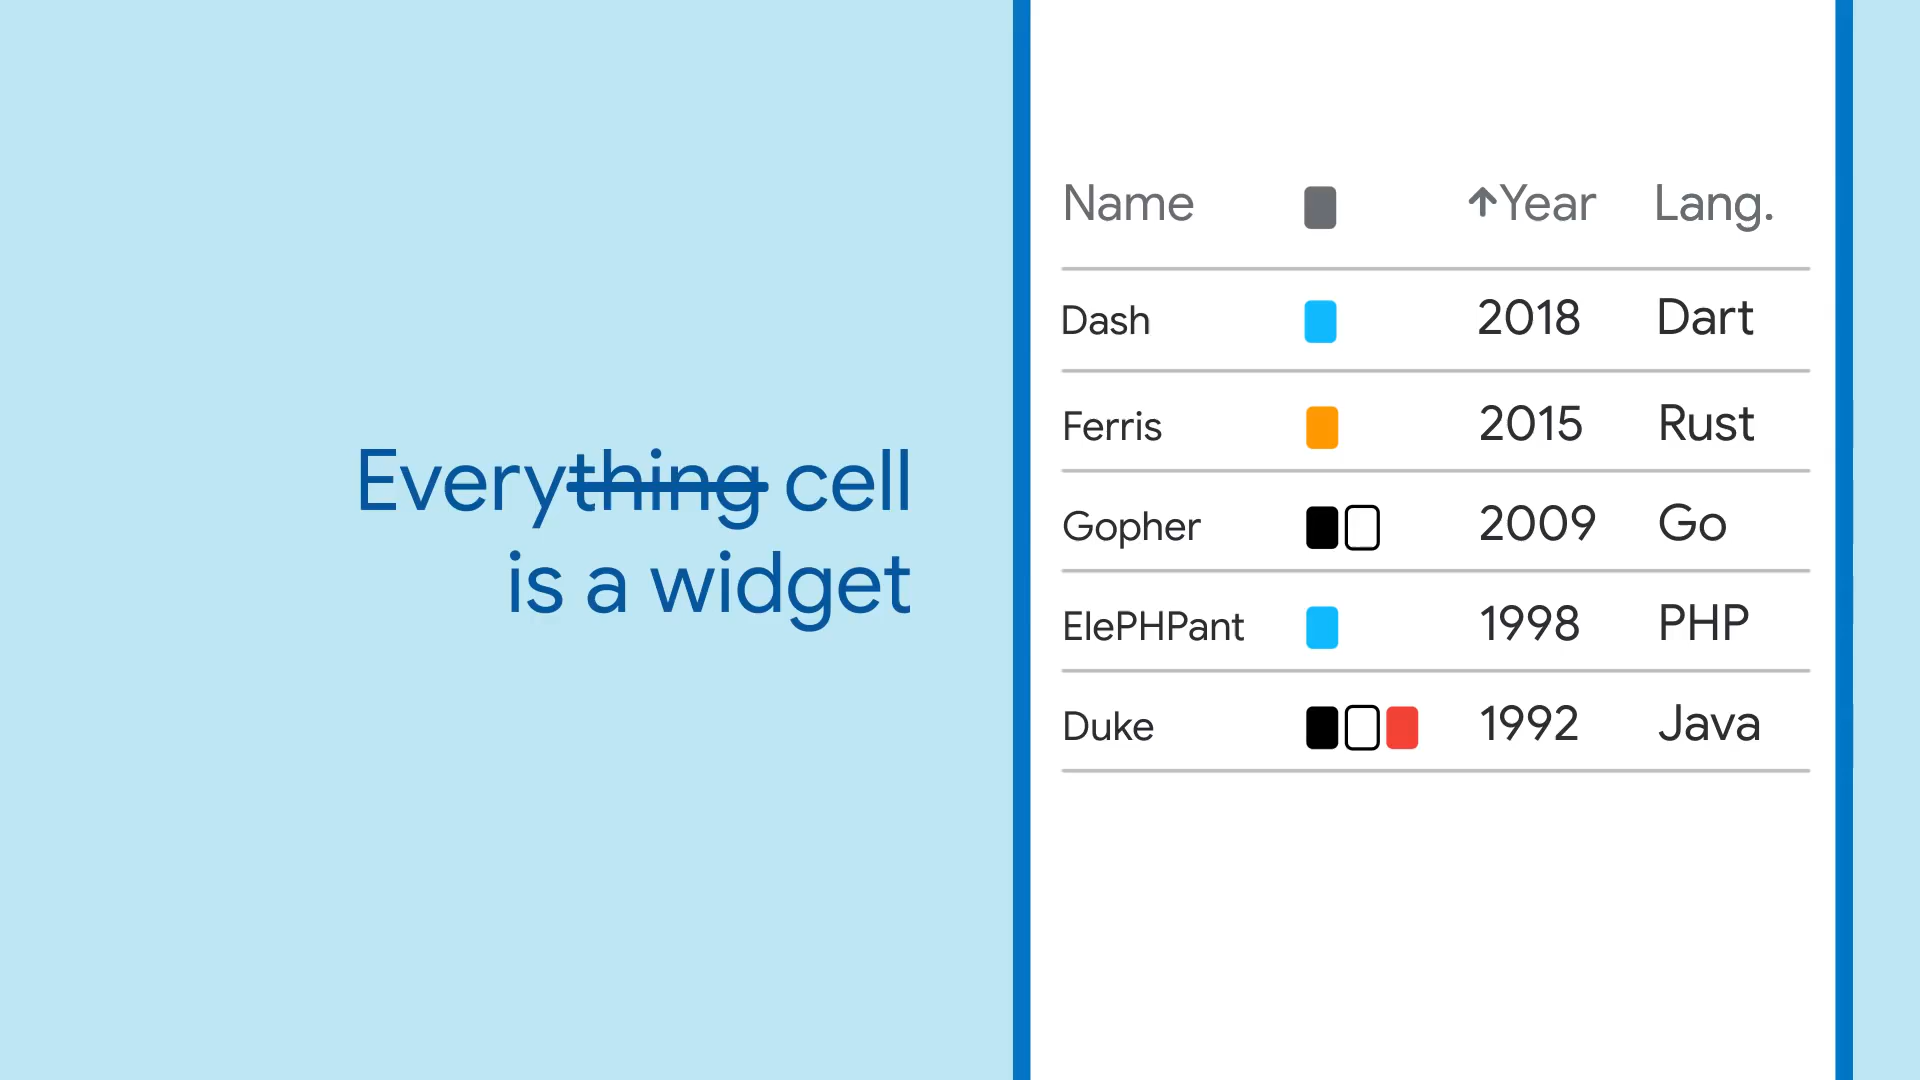 Everything cell
is a widget
Name ↑Year Lang.
Dash 2018 Dart
Ferris 2015 Rust
Gopher 2009 Go
ElePHPant 1998 PHP
Duke 1992 Java